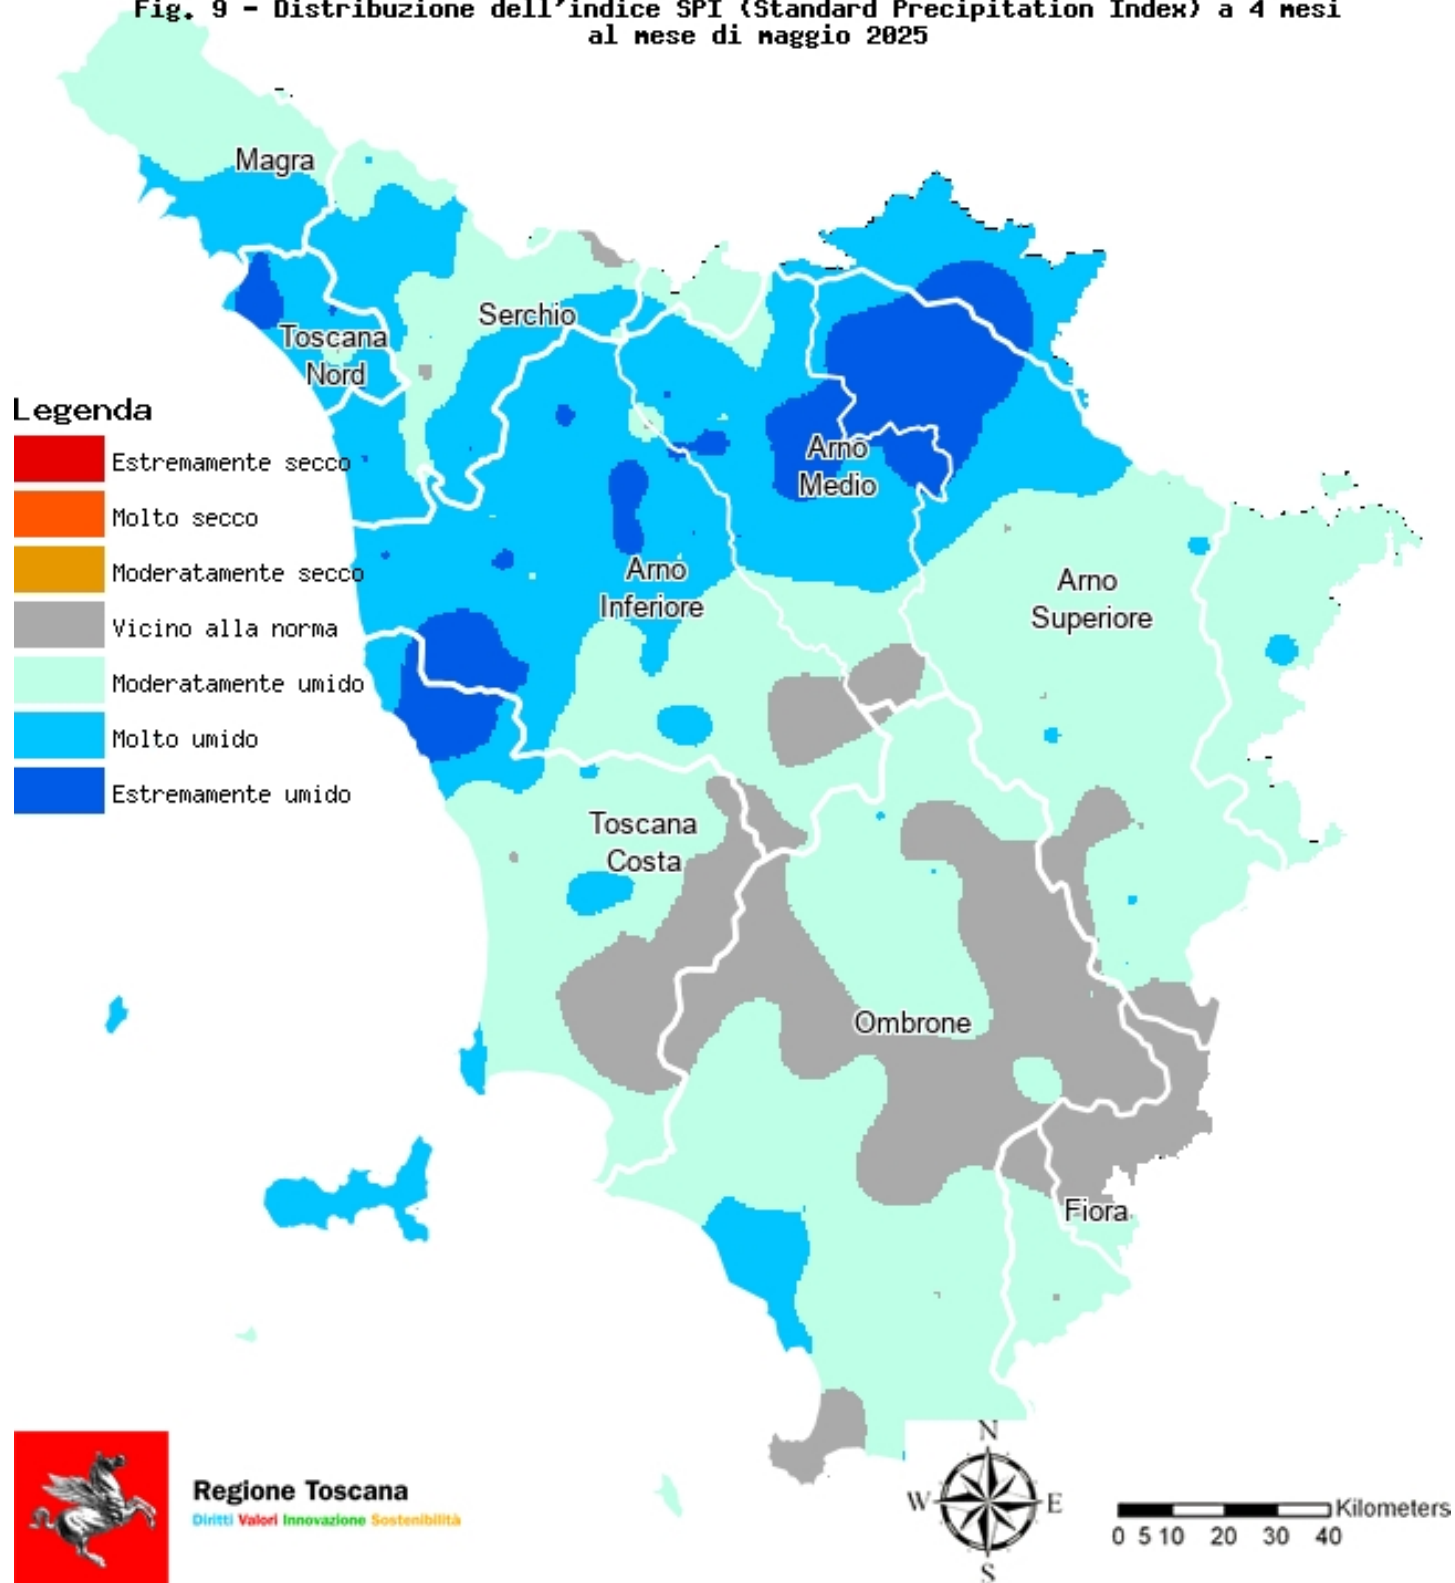 Fig. 9 - Distribuzione dell'indice SPI (Standard Precipitation Index) a 4 mesi
al mese di maggio 2025
Magra
Serchio
Toscana
Nord
Legenda
Estremamente secco
Molto secco
Moderatamente secco
Vicino alla norma
Moderatamente umido
Molto umido
Estremamente umido
Arno
Medio
Arno
Inferiore
Arno
Superiore
Toscana
Costa
Ombrone
Fiora
Regione Toscana
Diritti Valori Innovazione Sostenibilità
N
W
E
S
Kilometers
0 5 10 20 30 40